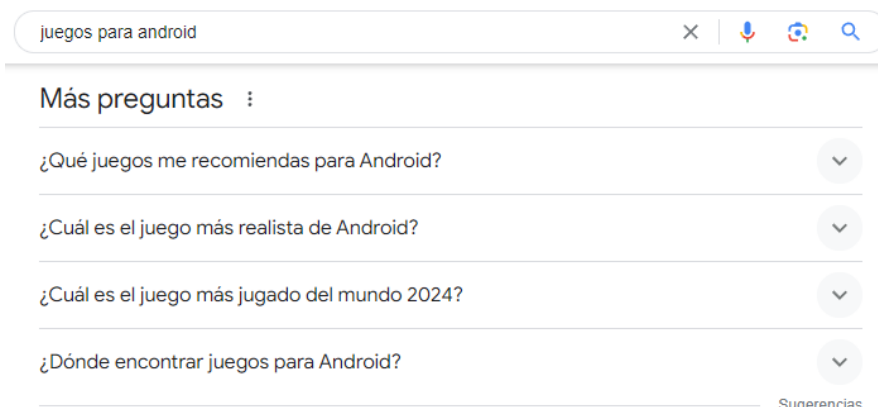 juegos para android
Más preguntas
¿Qué juegos me recomiendas para Android?
¿Cuál es el juego más realista de Android?
¿Cuál es el juego más jugado del mundo 2024?
¿Dónde encontrar juegos para Android?
Sugerencias